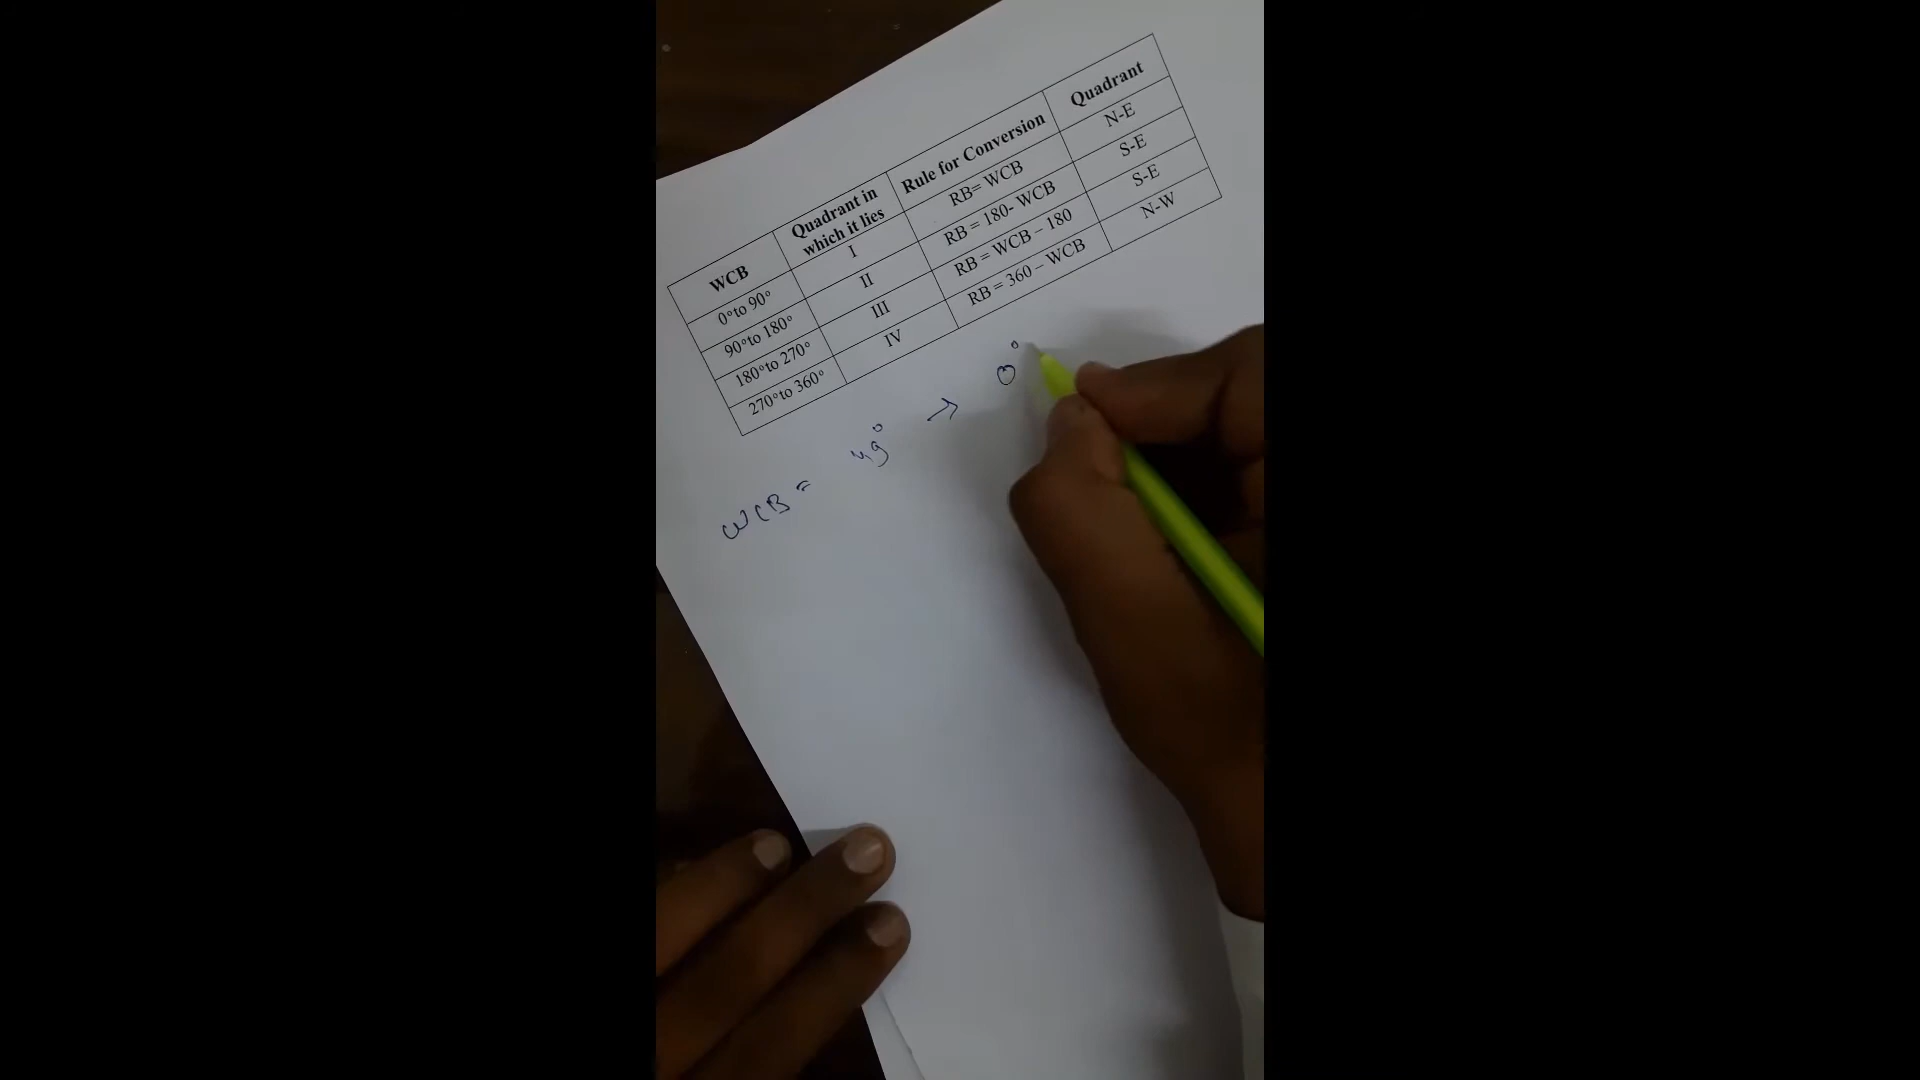 WCB Quadrant in which it lies Rule for Conversion Quadrant
0° to 90° I RB= WCB N-E
90° to 180° II RB = 180- WCB S-E
180° to 270° III RB = WCB – 180 S-E
270° to 360° IV RB = 360 – WCB N-W
WCB = 49° → 0°